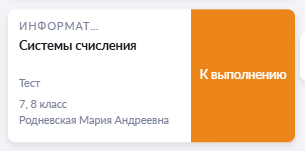 ИНФОРМАТ...
Системы счисления
К выполнению
Тест
7, 8 класс
Родневская Мария Андреевна